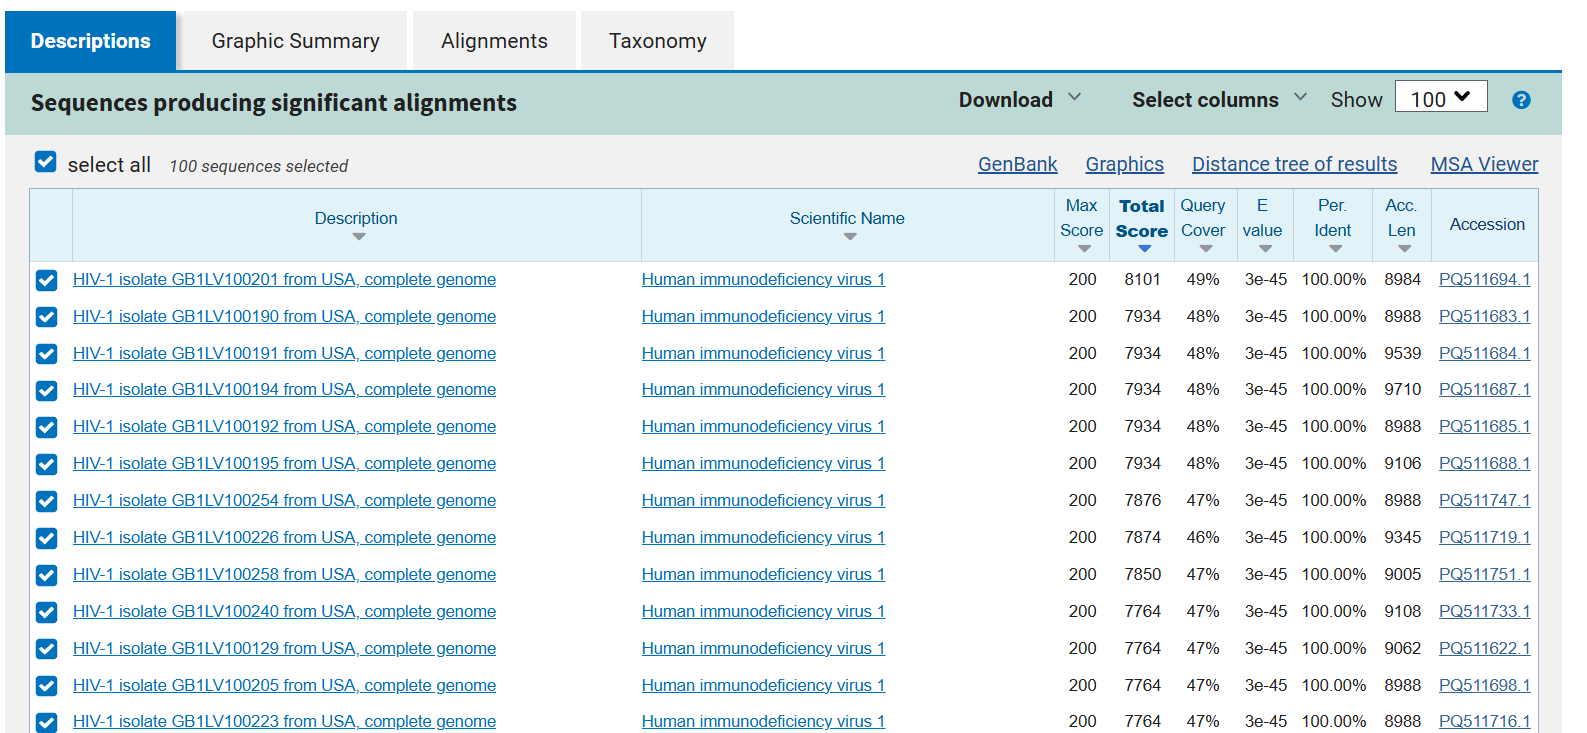 Descriptions Graphic Summary Alignments Taxonomy
Sequences producing significant alignments Download Select columns Show 100 ?
select all 100 sequences selected GenBank Graphics Distance tree of results MSA Viewer
Description Scientific Name Max Score Total Score Query Cover E value Per. Ident Acc. Len Accession
HIV-1 isolate GB1LV100201 from USA, complete genome Human immunodeficiency virus 1 200 8101 49% 3e-45 100.00% 8984 PQ511694.1
HIV-1 isolate GB1LV100190 from USA, complete genome Human immunodeficiency virus 1 200 7934 48% 3e-45 100.00% 8988 PQ511683.1
HIV-1 isolate GB1LV100191 from USA, complete genome Human immunodeficiency virus 1 200 7934 48% 3e-45 100.00% 9539 PQ511684.1
HIV-1 isolate GB1LV100194 from USA, complete genome Human immunodeficiency virus 1 200 7934 48% 3e-45 100.00% 9710 PQ511687.1
HIV-1 isolate GB1LV100192 from USA, complete genome Human immunodeficiency virus 1 200 7934 48% 3e-45 100.00% 8988 PQ511685.1
HIV-1 isolate GB1LV100195 from USA, complete genome Human immunodeficiency virus 1 200 7934 48% 3e-45 100.00% 9106 PQ511688.1
HIV-1 isolate GB1LV100254 from USA, complete genome Human immunodeficiency virus 1 200 7876 47% 3e-45 100.00% 8988 PQ511747.1
HIV-1 isolate GB1LV100226 from USA, complete genome Human immunodeficiency virus 1 200 7874 46% 3e-45 100.00% 9345 PQ511719.1
HIV-1 isolate GB1LV100258 from USA, complete genome Human immunodeficiency virus 1 200 7850 47% 3e-45 100.00% 9005 PQ511751.1
HIV-1 isolate GB1LV100240 from USA, complete genome Human immunodeficiency virus 1 200 7764 47% 3e-45 100.00% 9108 PQ511733.1
HIV-1 isolate GB1LV100129 from USA, complete genome Human immunodeficiency virus 1 200 7764 47% 3e-45 100.00% 9062 PQ511622.1
HIV-1 isolate GB1LV100205 from USA, complete genome Human immunodeficiency virus 1 200 7764 47% 3e-45 100.00% 8988 PQ511698.1
HIV-1 isolate GB1LV100223 from USA, complete genome Human immunodeficiency virus 1 200 7764 47% 3e-45 100.00% 8988 PQ511716.1